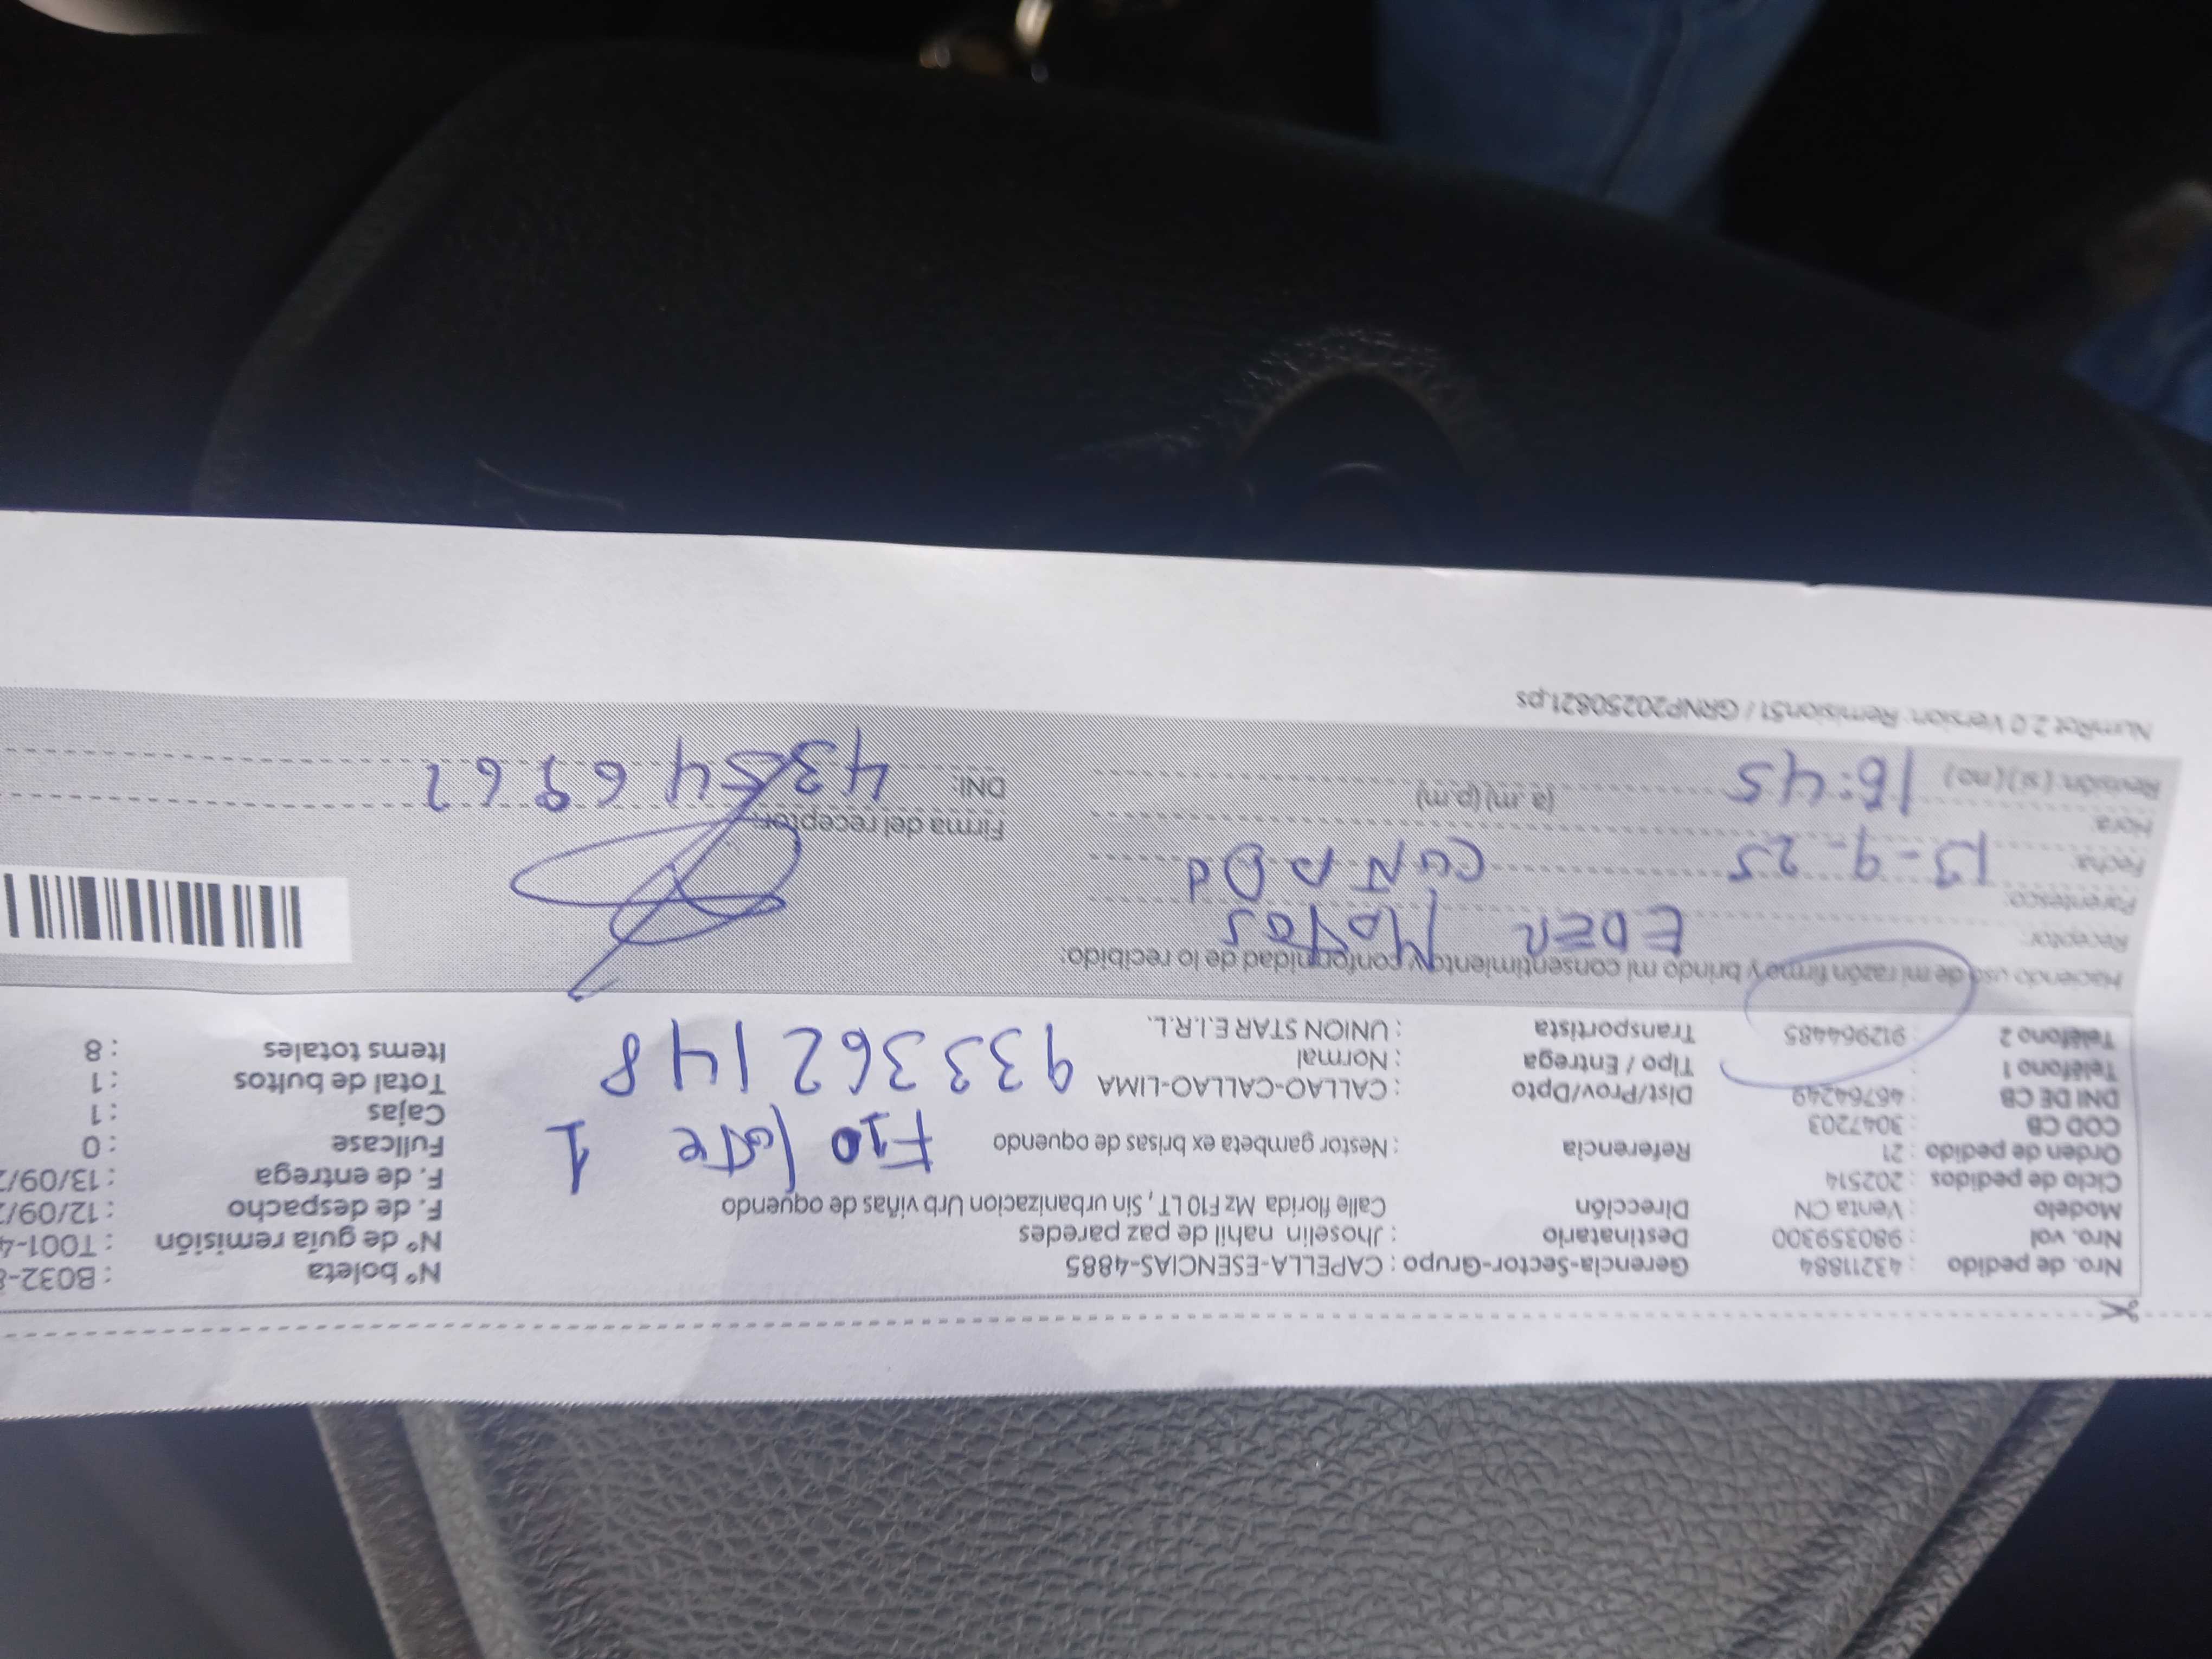 Nro. de pedido : 43211884 Gerencia-Sector-Grupo : CAPELLA-ESENCIAS-4885 N° boleta : B032-8
Nro. vol : 980359300 Destinatario : Jhoselin nahil de paz paredes N° de guía remisión : T001-4
Modelo : Venta CN Dirección Calle florida Mz F10 LT , Sin urbanizacion Urb viñas de oquendo F. de despacho : 12/09/2
Ciclo de pedidos : 202514 F. de entrega : 13/09/2
Orden de pedido : 21 Referencia : Nestor gambeta ex brisas de oquendo F10 lote 1 Fullcase : 0
COD CB : 3047203 Cajas : 1
DNI DE CB : 46764249 Dist/Prov/Dpto : CALLAO-CALLAO-LIMA 933362148 Total de bultos : 1
Teléfono 1 : Tipo / Entrega : Normal Items totales : 8
Teléfono 2 : 912964485 Transportista : UNION STAR E.I.R.L.
Haciendo uso de mi razón firmo y brindo mi consentimiento y conformidad de lo recibido:
Receptor: EDER
Parentesco: CUÑADO
Fecha: 13-9-25 Firma del receptor:
Hora: 16:45 (a.m)(p.m) DNI:
Revisión: (si) (no)
NumRot 2.0 Version: Remision51 / GRNP20250821.ps